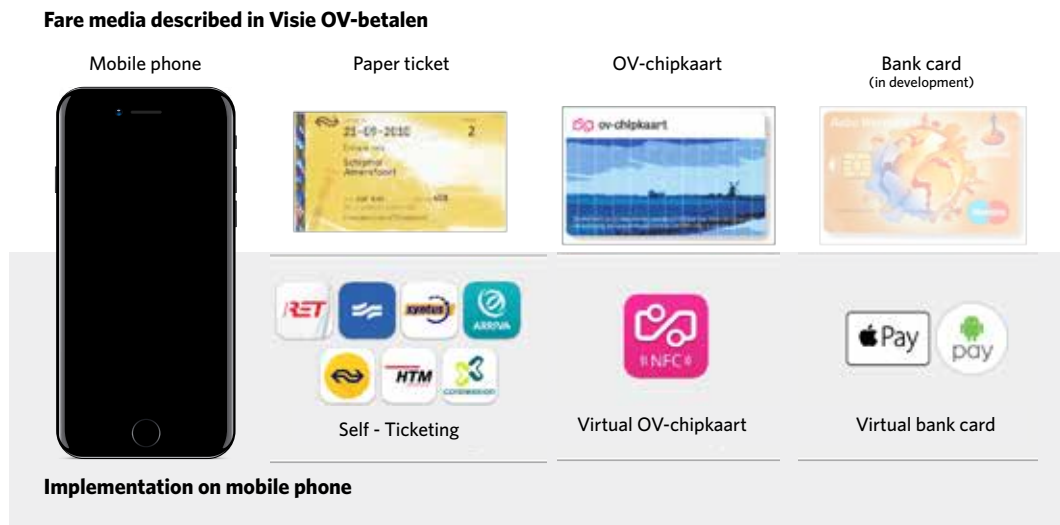 Fare media described in Visie OV-betalen
Mobile phone
Paper ticket
OV-chipkaart
Bank card
(in development)
21-09-2010
2
Schiphol
Amersfoort
ov-chipkaart
RET
syntus
ARRIVA
HTM
CONNEXXION
NFC
Pay
pay
Self - Ticketing
Virtual OV-chipkaart
Virtual bank card
Implementation on mobile phone